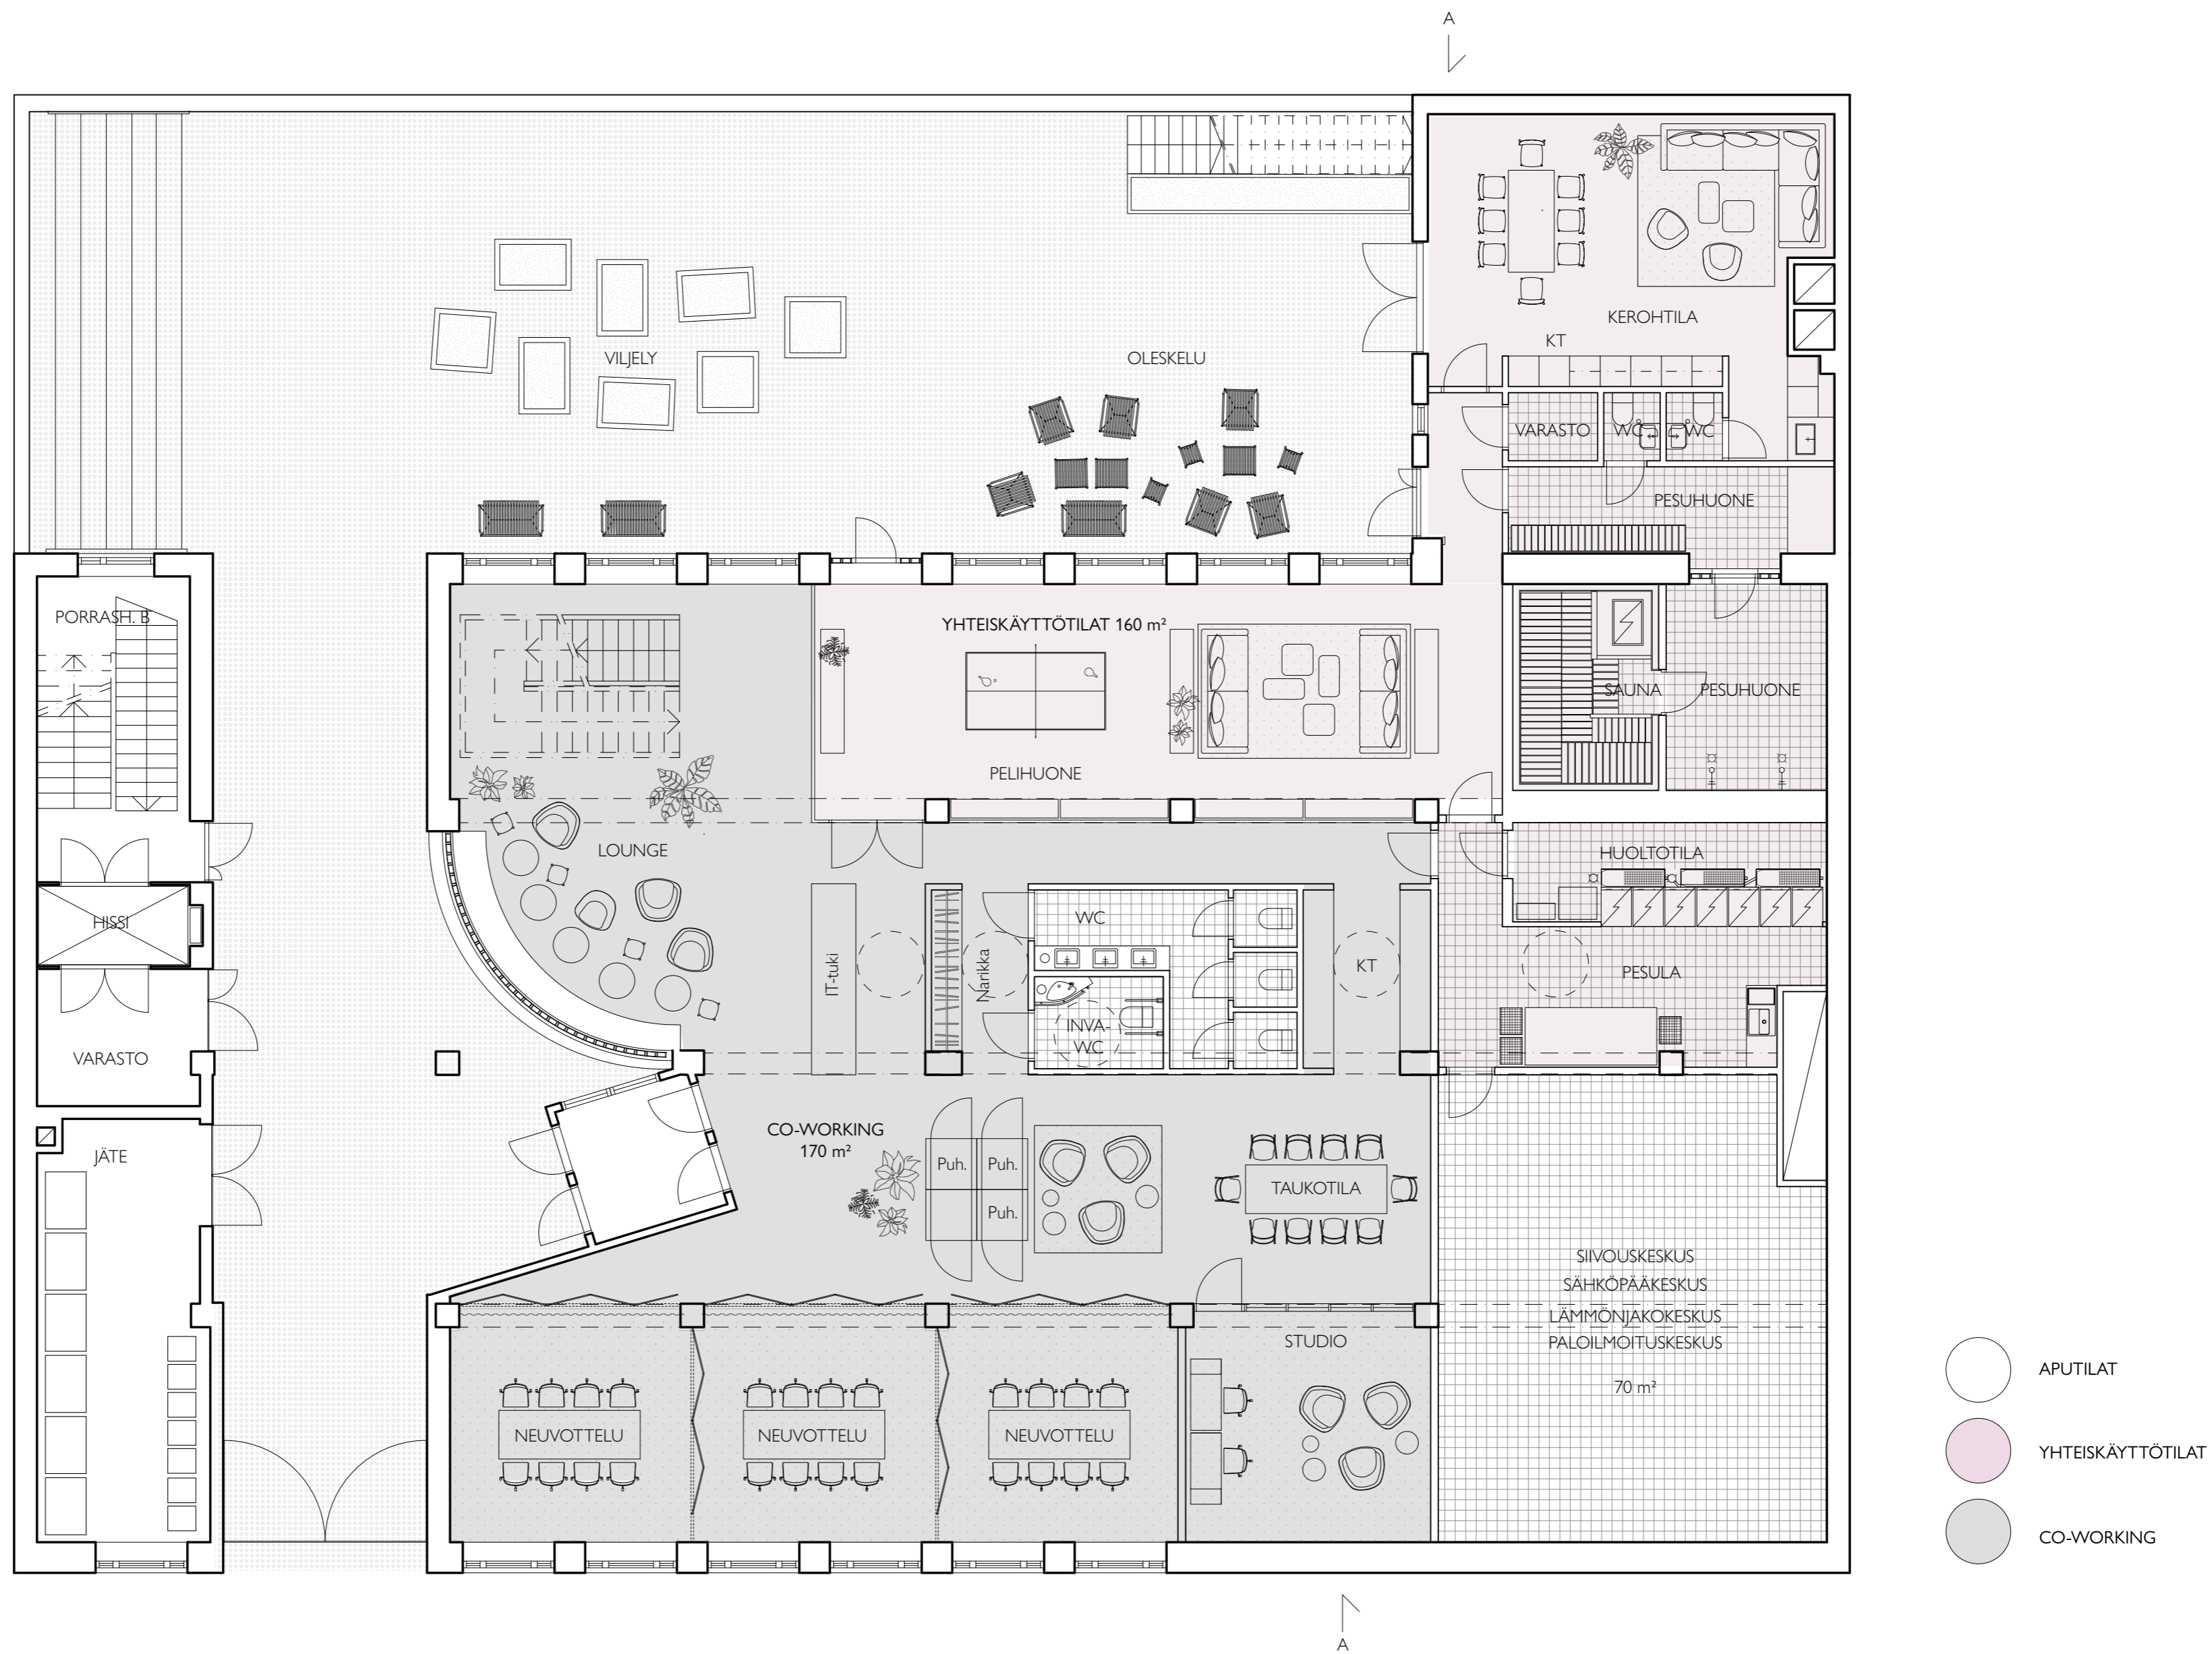 A
KEROHTILA
KT
VILJELY
OLESKELU
VARASTO
WC
WC
PESUHUONE
PORRASH. B
YHTEISKÄYTTÖTILAT 160 m²
SAUNA
PESUHUONE
PELIHUONE
LOUNGE
HUOLTOTILA
HISSI
WC
IT-tuki
Narikka
KT
PESULA
INVA-
WC
VARASTO
CO-WORKING
170 m²
JÄTE
Puh.
Puh.
Puh.
TAUKOTILA
SIIVOUSKESKUS
SÄHKÖPÄÄKESKUS
LÄMMÖNJAKOKESKUS
PALOILMOITUSKESKUS
70 m²
STUDIO
NEUVOTTELU
NEUVOTTELU
NEUVOTTELU
APUTILAT
YHTEISKÄYTTÖTILAT
CO-WORKING
A